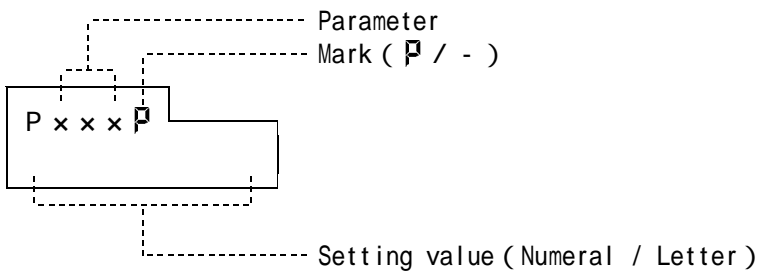 Parameter
Mark ( P / - )
P × × × P
Setting value ( Numeral / Letter )